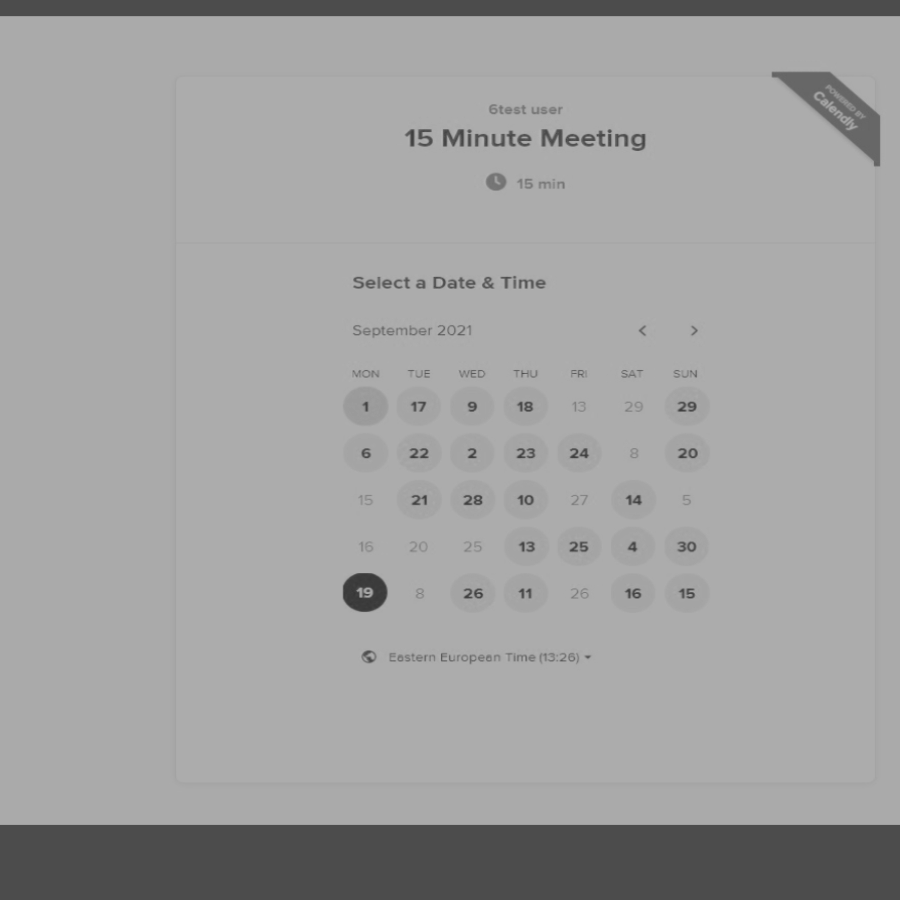 POWERED BY
Calendly
6test user
15 Minute Meeting
15 min
Select a Date & Time
September 2021
MON TUE WED THU FRI SAT SUN
1 17 9 18 13 29 29
6 22 2 23 24 8 20
15 21 28 10 27 14 5
16 20 25 13 25 4 30
19 8 26 11 26 16 15
Eastern European Time (13:26)